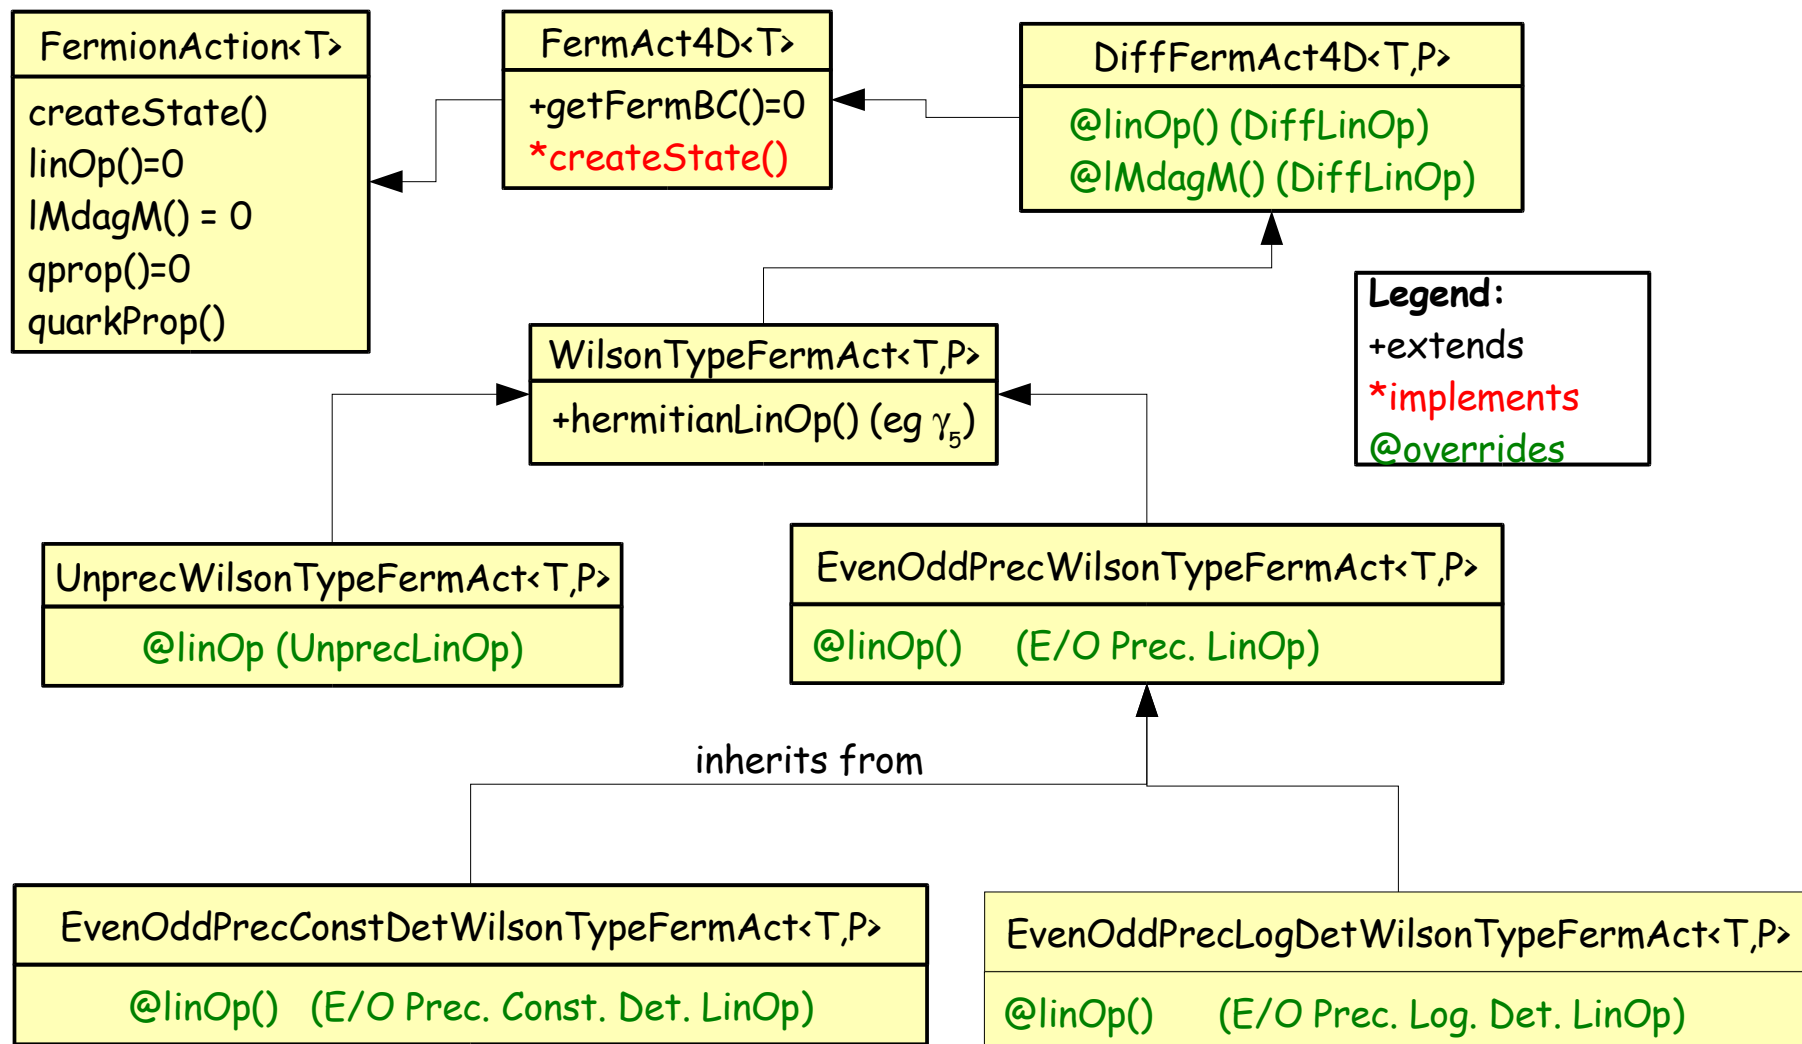 FermionAction<T>
createState()
linOp()=0
lMdagM() = 0
qprop()=0
quarkProp()
FermAct4D<T>
+getFermBC()=0
*createState()
DiffFermAct4D<T,P>
@linOp() (DiffLinOp)
@lMdagM() (DiffLinOp)
Legend:
+extends
*implements
@overrides
WilsonTypeFermAct<T,P>
+hermitianLinOp() (eg γ5)
UnprecWilsonTypeFermAct<T,P>
@linOp (UnprecLinOp)
EvenOddPrecWilsonTypeFermAct<T,P>
@linOp() (E/O Prec. LinOp)
inherits from
EvenOddPrecConstDetWilsonTypeFermAct<T,P>
@linOp() (E/O Prec. Const. Det. LinOp)
EvenOddPrecLogDetWilsonTypeFermAct<T,P>
@linOp() (E/O Prec. Log. Det. LinOp)